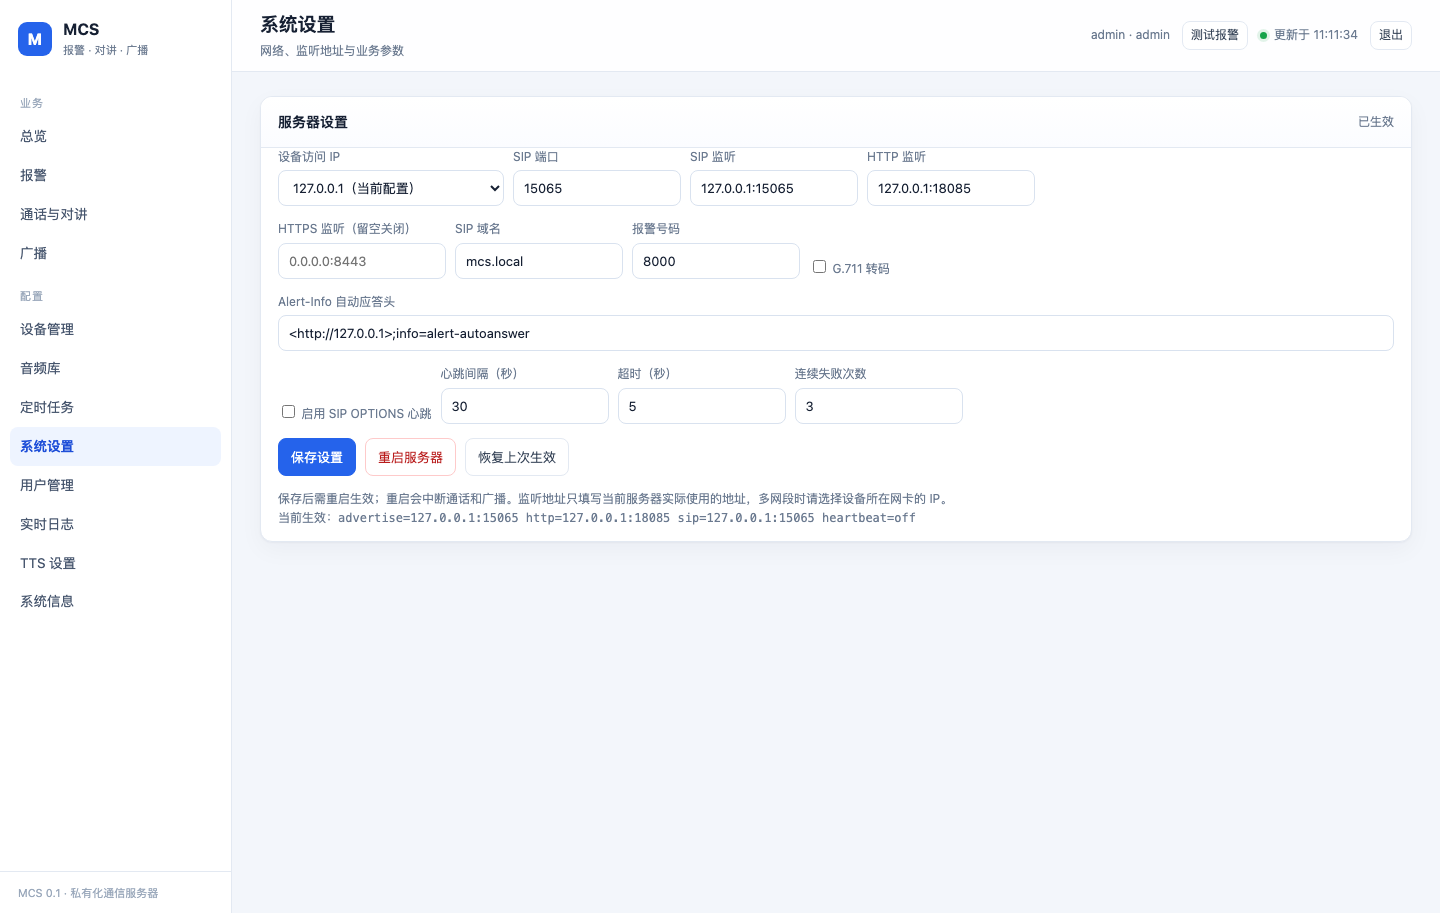 M
MCS
报警 · 对讲 · 广播
业务
总览
报警
通话与对讲
广播
配置
设备管理
音频库
定时任务
系统设置
用户管理
实时日志
TTS 设置
系统信息
MCS 0.1 · 私有化通信服务器
系统设置
网络、监听地址与业务参数
admin · admin
测试报警
更新于 11:11:34
退出
服务器设置
已生效
设备访问 IP
SIP 端口
SIP 监听
HTTP 监听
127.0.0.1（当前配置）
15065
127.0.0.1:15065
127.0.0.1:18085
HTTPS 监听（留空关闭）
SIP 域名
报警号码
0.0.0.0:8443
mcs.local
8000
G.711 转码
Alert-Info 自动应答头
<http://127.0.0.1>;info=alert-autoanswer
心跳间隔（秒）
超时（秒）
连续失败次数
启用 SIP OPTIONS 心跳
30
5
3
保存设置
重启服务器
恢复上次生效
保存后需重启生效；重启会中断通话和广播。监听地址只填写当前服务器实际使用的地址，多网段时请选择设备所在网卡的 IP。
当前生效：advertise=127.0.0.1:15065 http=127.0.0.1:18085 sip=127.0.0.1:15065 heartbeat=off